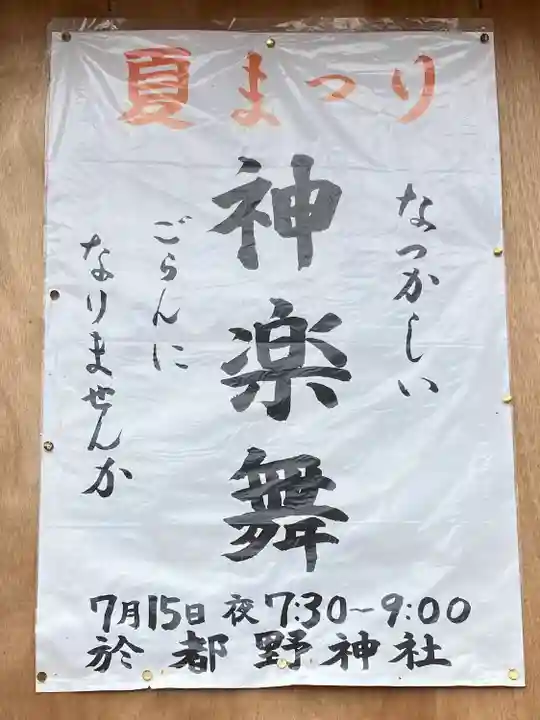 夏まつり
なつかしい
神楽舞
ごらんに
なりませんか
7月15日 夜 7:30〜9:00
於 都野神社